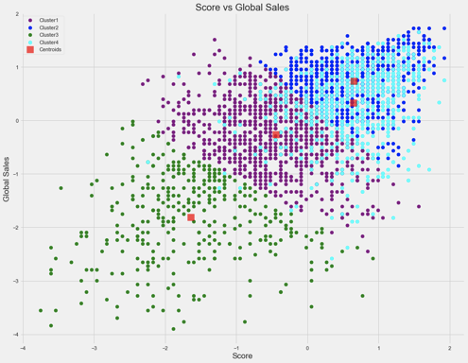 Score vs Global Sales
Cluster1
Cluster2
Cluster3
Cluster4
Centroids
2
1
0
-1
-2
-3
-4
Global Sales
-4
-3
-2
-1
0
1
2
Score